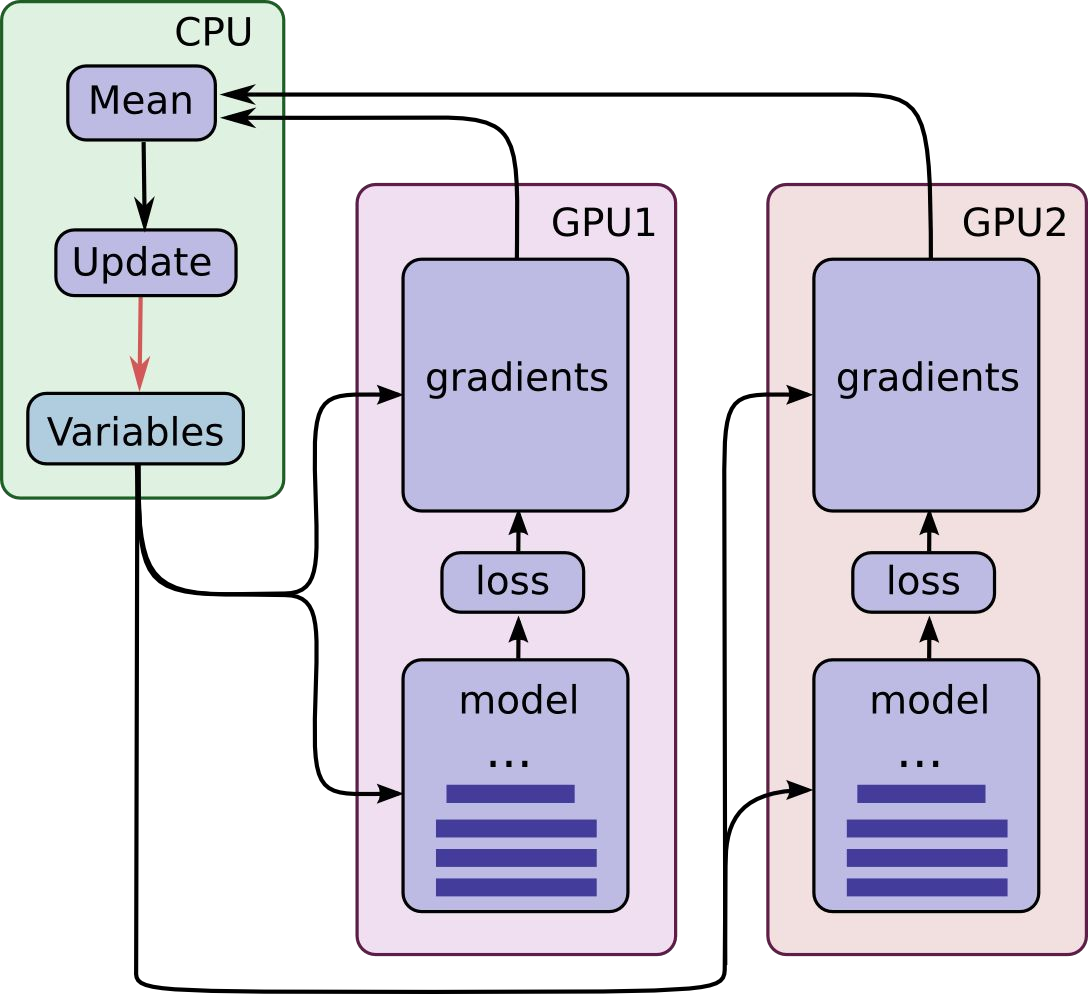 CPU
Mean
Update
Variables
GPU1
gradients
loss
model
...
GPU2
gradients
loss
model
...